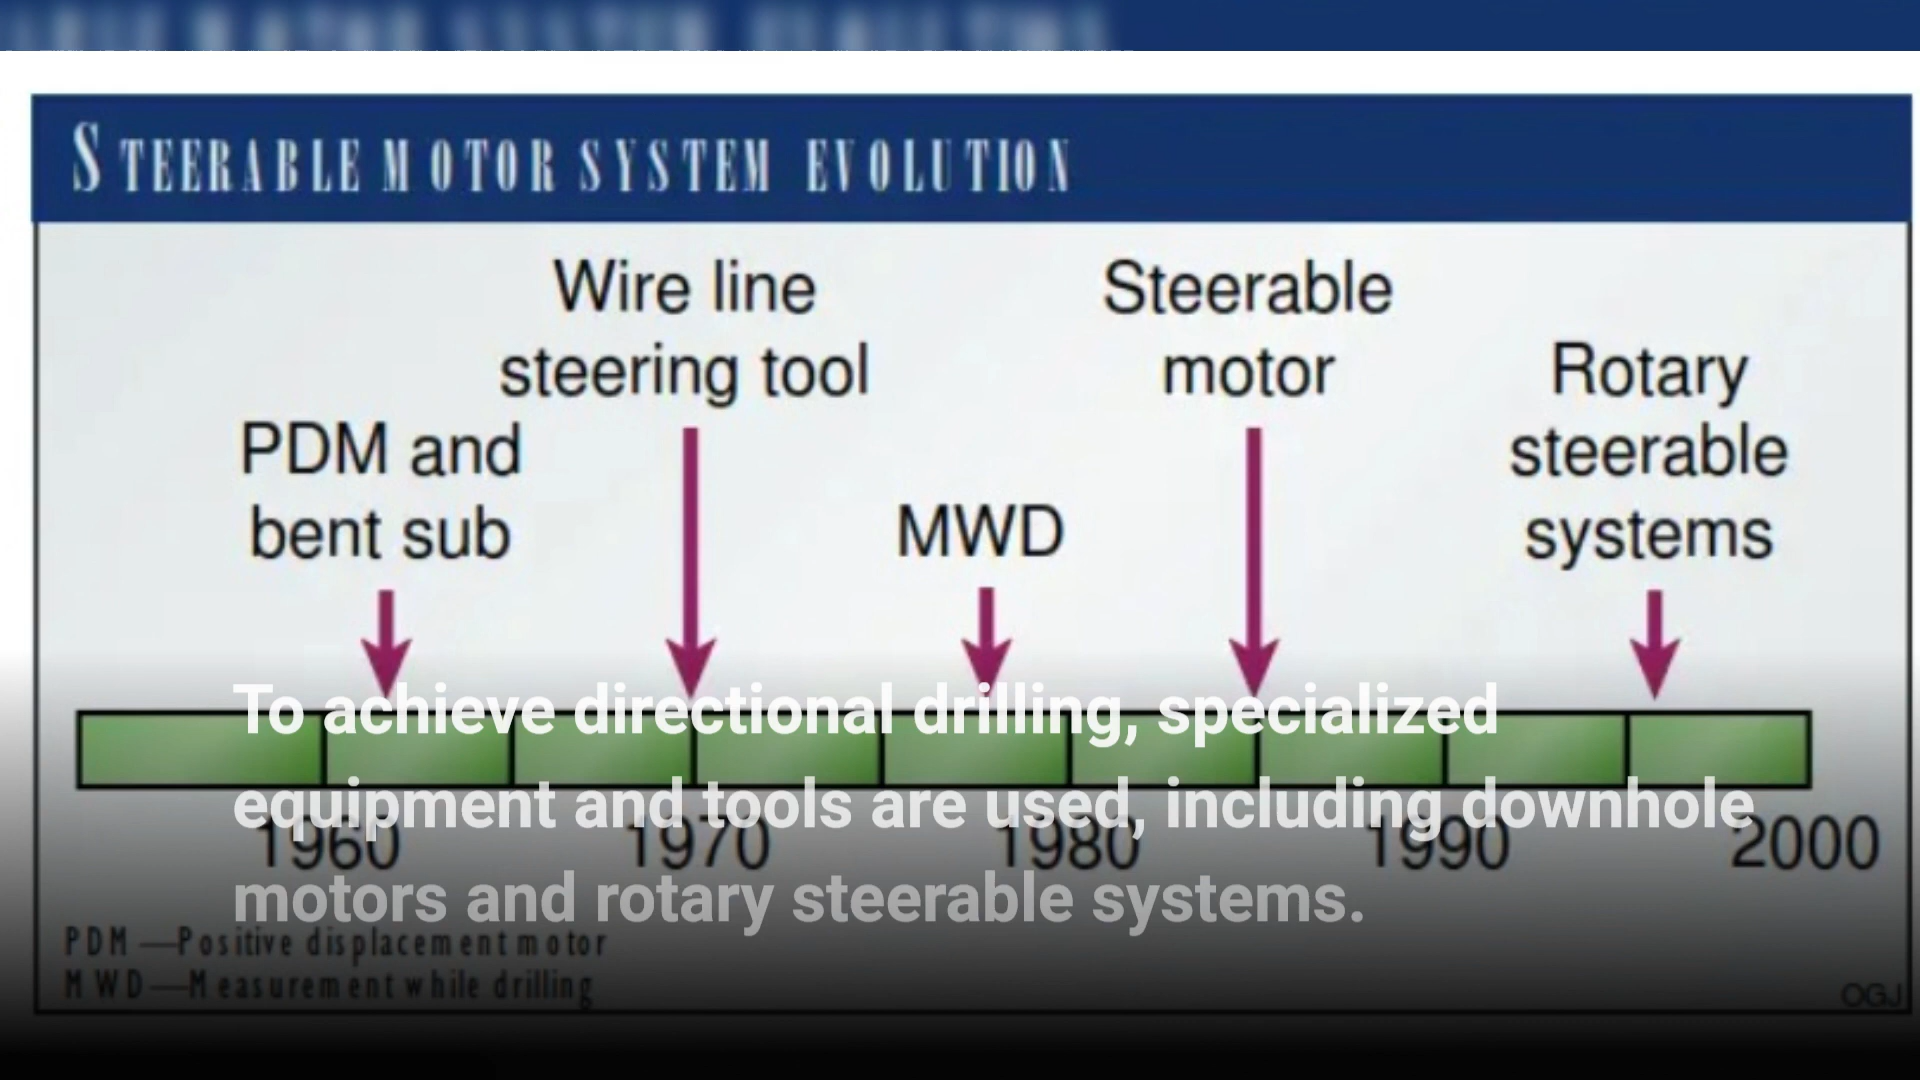 STEERABLE MOTOR SYSTEM EVOLUTION
Wire line
steering tool
Steerable
motor
Rotary
steerable
systems
PDM and
bent sub
MWD
To achieve directional drilling, specialized
equipment and tools are used, including downhole
motors and rotary steerable systems.
1960 1970 1980 1990 2000
PDM—Positive displacement motor
MWD—Measurement while drilling
OGJ